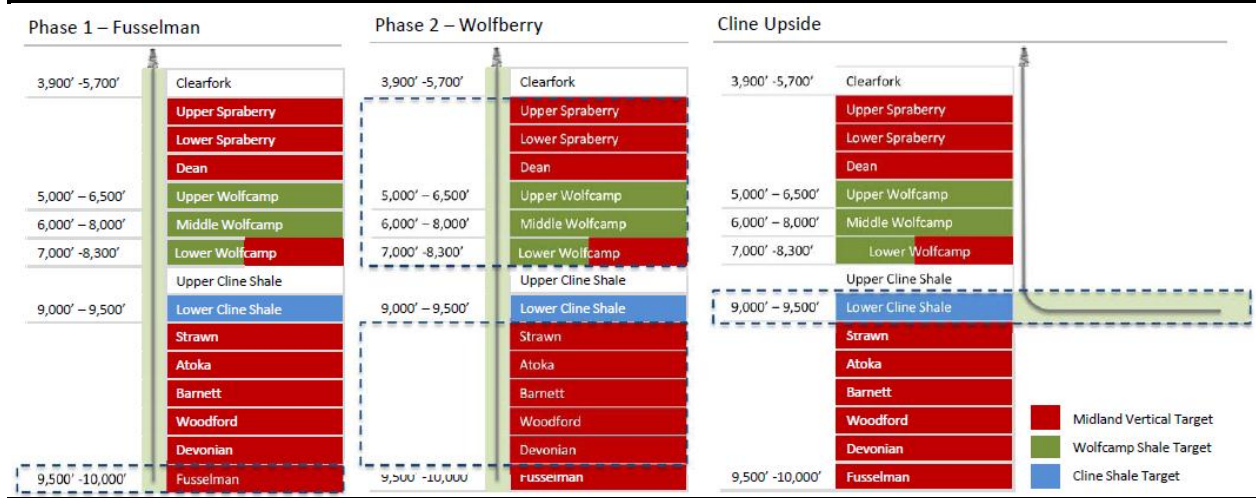 Phase 1 – Fusselman
3,900' -5,700' Clearfork
Upper Spraberry
Lower Spraberry
Dean
5,000' – 6,500' Upper Wolfcamp
6,000' – 8,000' Middle Wolfcamp
7,000' -8,300' Lower Wolfcamp
Upper Cline Shale
9,000' – 9,500' Lower Cline Shale
Strawn
Atoka
Barnett
Woodford
Devonian
9,500' -10,000' Fusselman
Phase 2 – Wolfberry
3,900' -5,700' Clearfork
Upper Spraberry
Lower Spraberry
Dean
5,000' – 6,500' Upper Wolfcamp
6,000' – 8,000' Middle Wolfcamp
7,000' -8,300' Lower Wolfcamp
Upper Cline Shale
9,000' – 9,500' Lower Cline Shale
Strawn
Atoka
Barnett
Woodford
Devonian
9,500' -10,000' Fusselman
Cline Upside
3,900' -5,700' Clearfork
Upper Spraberry
Lower Spraberry
Dean
5,000' – 6,500' Upper Wolfcamp
6,000' – 8,000' Middle Wolfcamp
7,000' -8,300' Lower Wolfcamp
Upper Cline Shale
9,000' – 9,500' Lower Cline Shale
Strawn
Atoka
Barnett
Woodford
Devonian
9,500' -10,000' Fusselman
Midland Vertical Target
Wolfcamp Shale Target
Cline Shale Target